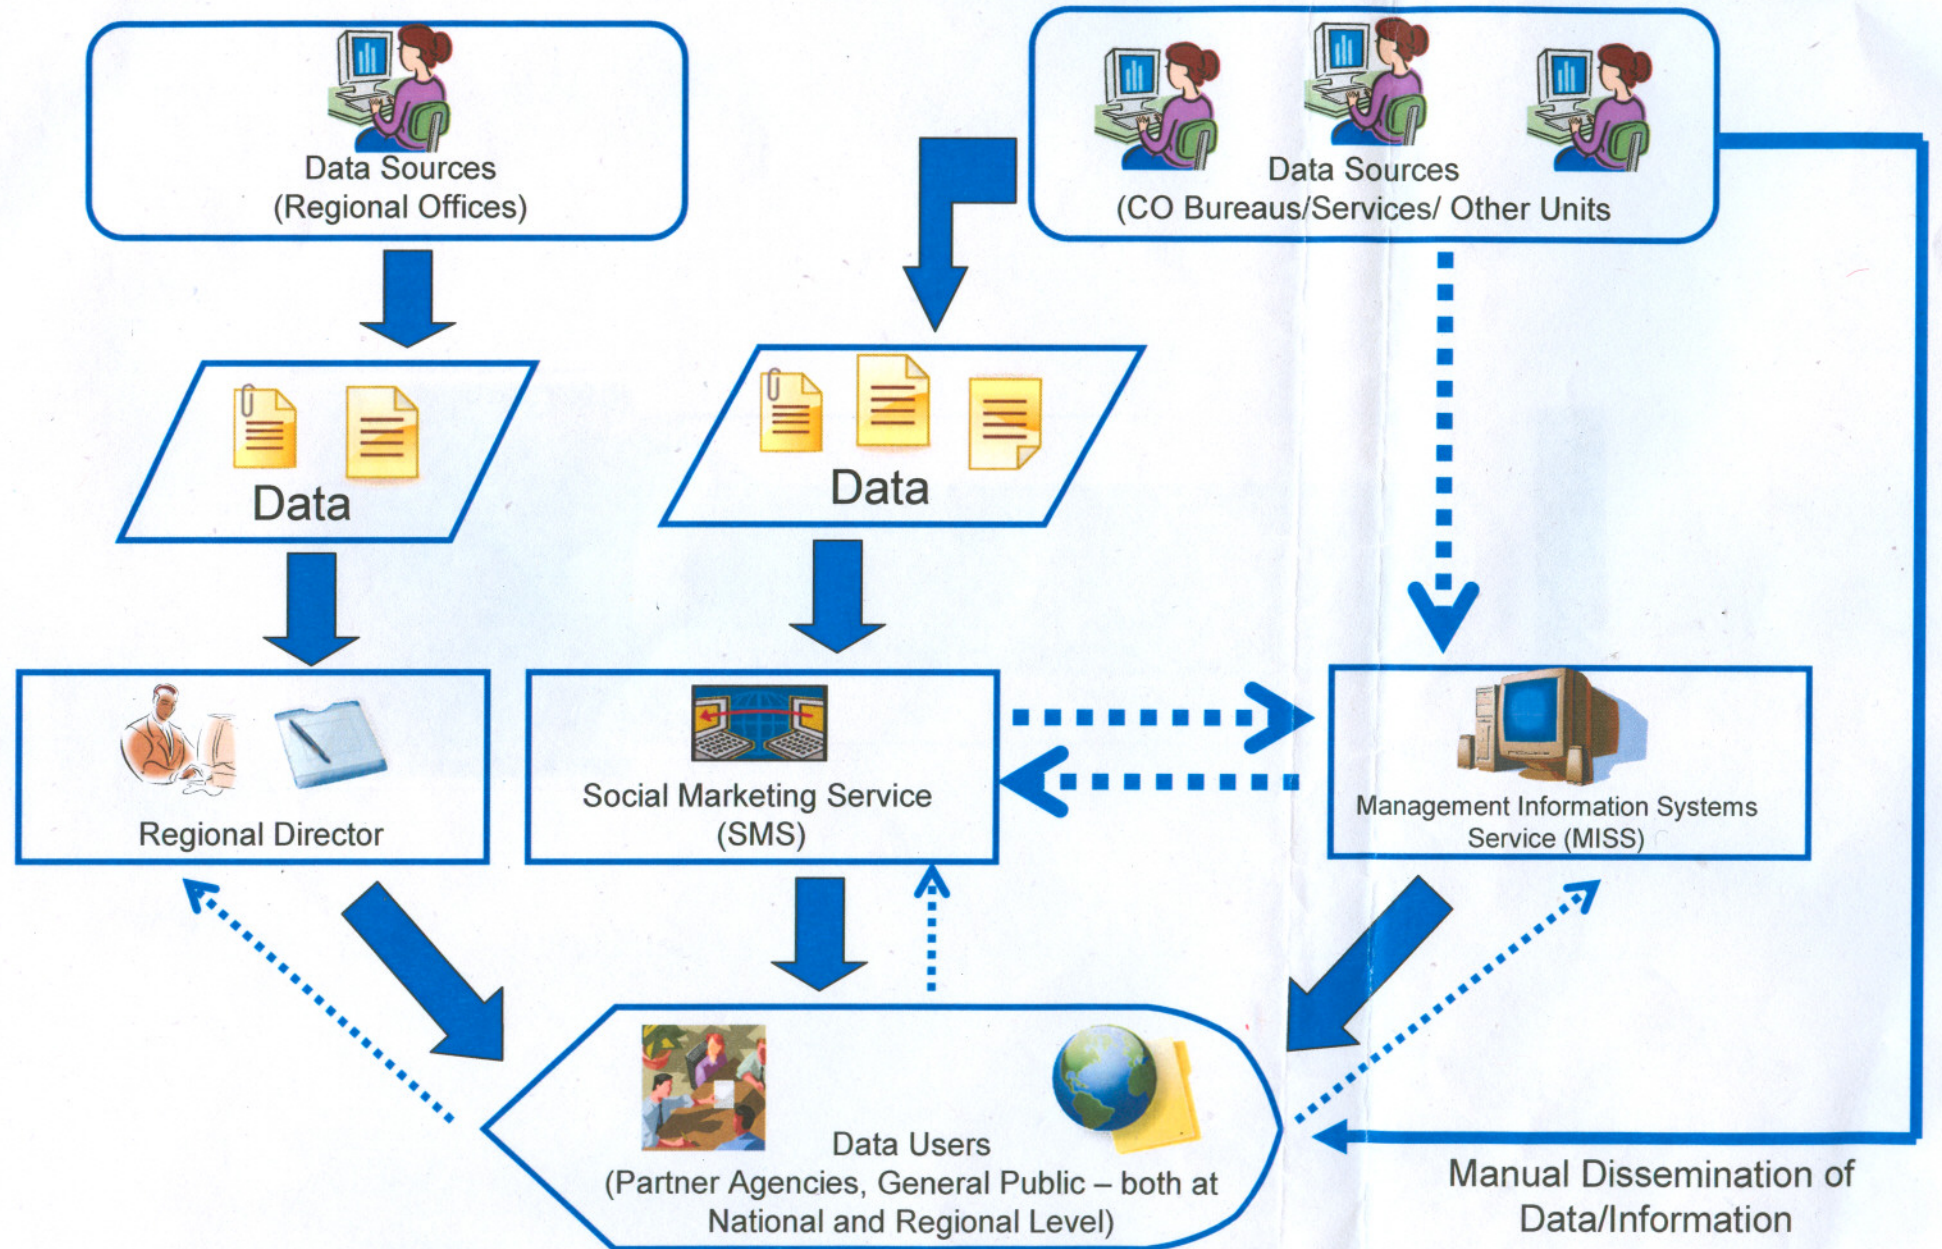 Data Sources
(Regional Offices)
Data Sources
(CO Bureaus/Services/ Other Units
Data
Data
Regional Director
Social Marketing Service
(SMS)
Management Information Systems
Service (MISS)
Data Users
(Partner Agencies, General Public – both at
National and Regional Level)
Manual Dissemination of
Data/Information